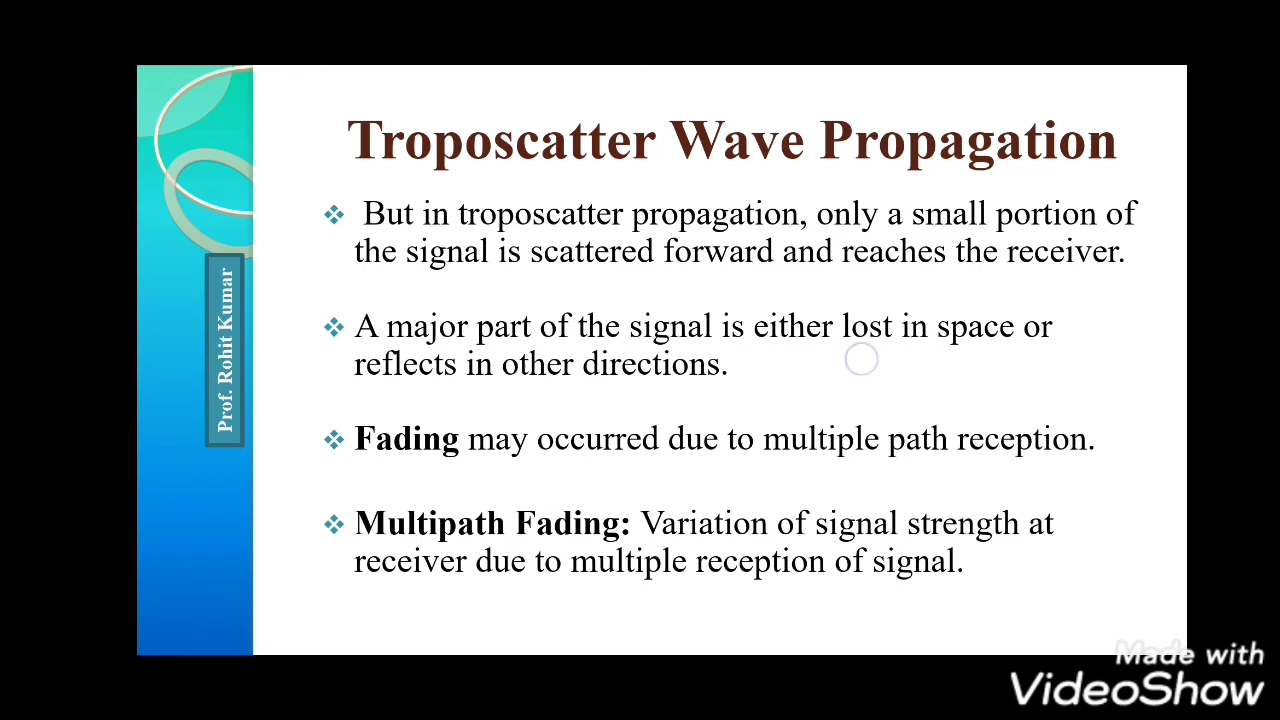 Troposcatter Wave Propagation
But in troposcatter propagation, only a small portion of
the signal is scattered forward and reaches the receiver.
A major part of the signal is either lost in space or
reflects in other directions.
Fading may occurred due to multiple path reception.
Multipath Fading: Variation of signal strength at
receiver due to multiple reception of signal.
Prof. Rohit Kumar
Made with
VideoShow